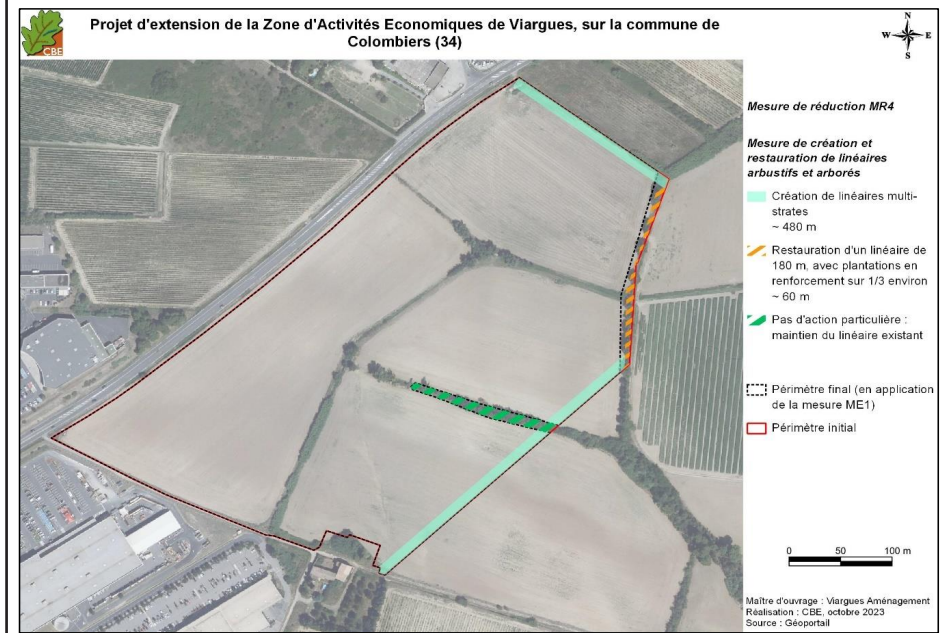 Projet d'extension de la Zone d'Activités Economiques de Viargues, sur la commune de
Colombiers (34)
CBE
N
W E
S
Mesure de réduction MR4
Mesure de création et
restauration de linéaires
arbustifs et arborés
Création de linéaires multi-
strates
~ 480 m
Restauration d'un linéaire de
180 m, avec plantations en
renforcement sur 1/3 environ
~ 60 m
Pas d'action particulière :
maintien du linéaire existant
Périmètre final (en application
de la mesure ME1)
Périmètre initial
0 50 100 m
Maître d'ouvrage : Viargues Aménagement
Réalisation : CBE, octobre 2023
Source : Géoportail